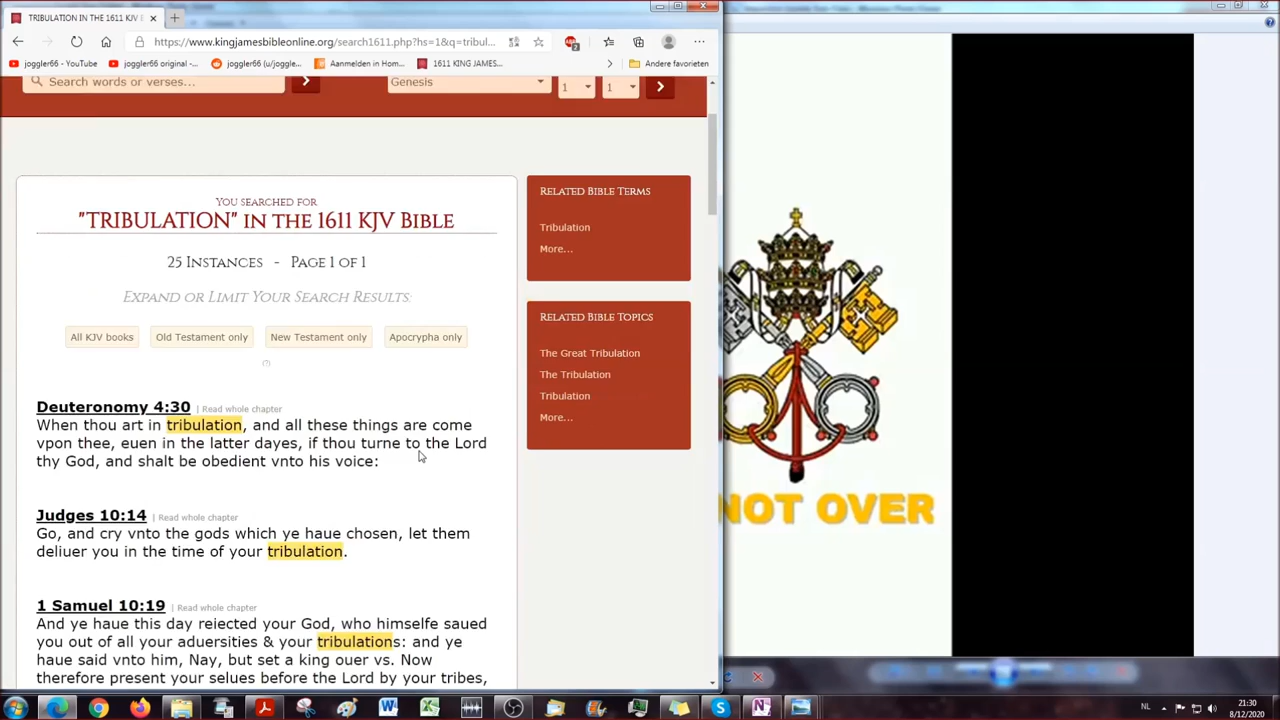 TRIBULATION IN THE 1611 KJV B
https://www.kingjamesbibleonline.org/search1611.php?hs=1&q=tribul...
joggler66 - YouTube
joggler66 original -...
joggler66 (u/joggle...
Aanmelden in Hom...
1611 KING JAMES...
Andere favorieten
Search words or verses...
Genesis
1
1
YOU SEARCHED FOR
"TRIBULATION" IN THE 1611 KJV BIBLE
25 INSTANCES - PAGE 1 OF 1
EXPAND OR LIMIT YOUR SEARCH RESULTS:
All KJV books
Old Testament only
New Testament only
Apocrypha only
(?)
Deuteronomy 4:30 | Read whole chapter
When thou art in tribulation, and all these things are come
vpon thee, euen in the latter dayes, if thou turne to the Lord
thy God, and shalt be obedient vnto his voice:
Judges 10:14 | Read whole chapter
Go, and cry vnto the gods which ye haue chosen, let them
deliuer you in the time of your tribulation.
1 Samuel 10:19 | Read whole chapter
And ye haue this day reiected your God, who himselfe saued
you out of all your aduersities & your tribulations: and ye
haue said vnto him, Nay, but set a king ouer vs. Now
therefore present your selues before the Lord by your tribes,
RELATED BIBLE TERMS
Tribulation
More...
RELATED BIBLE TOPICS
The Great Tribulation
The Tribulation
Tribulation
More...
NOT OVER
NL
21:30
8/12/2020